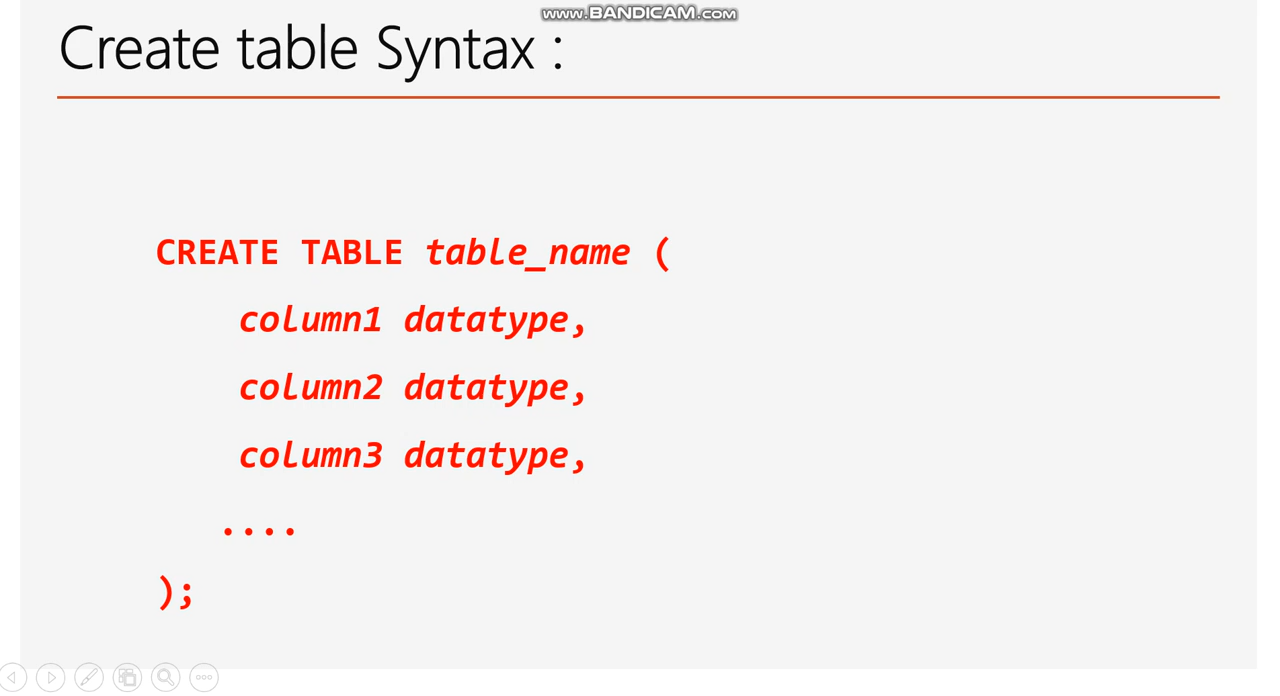 www.BANDICAM.com
Create table Syntax :
CREATE TABLE table_name (
column1 datatype,
column2 datatype,
column3 datatype,
....
);